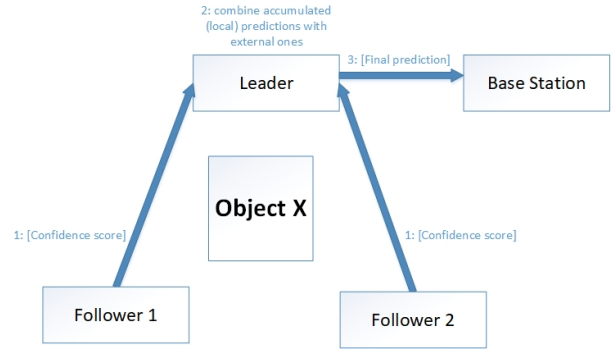 2: combine accumulated
(local) predictions with
external ones
3: [Final prediction]
Leader
Base Station
Object X
1: [Confidence score]
1: [Confidence score]
Follower 1
Follower 2